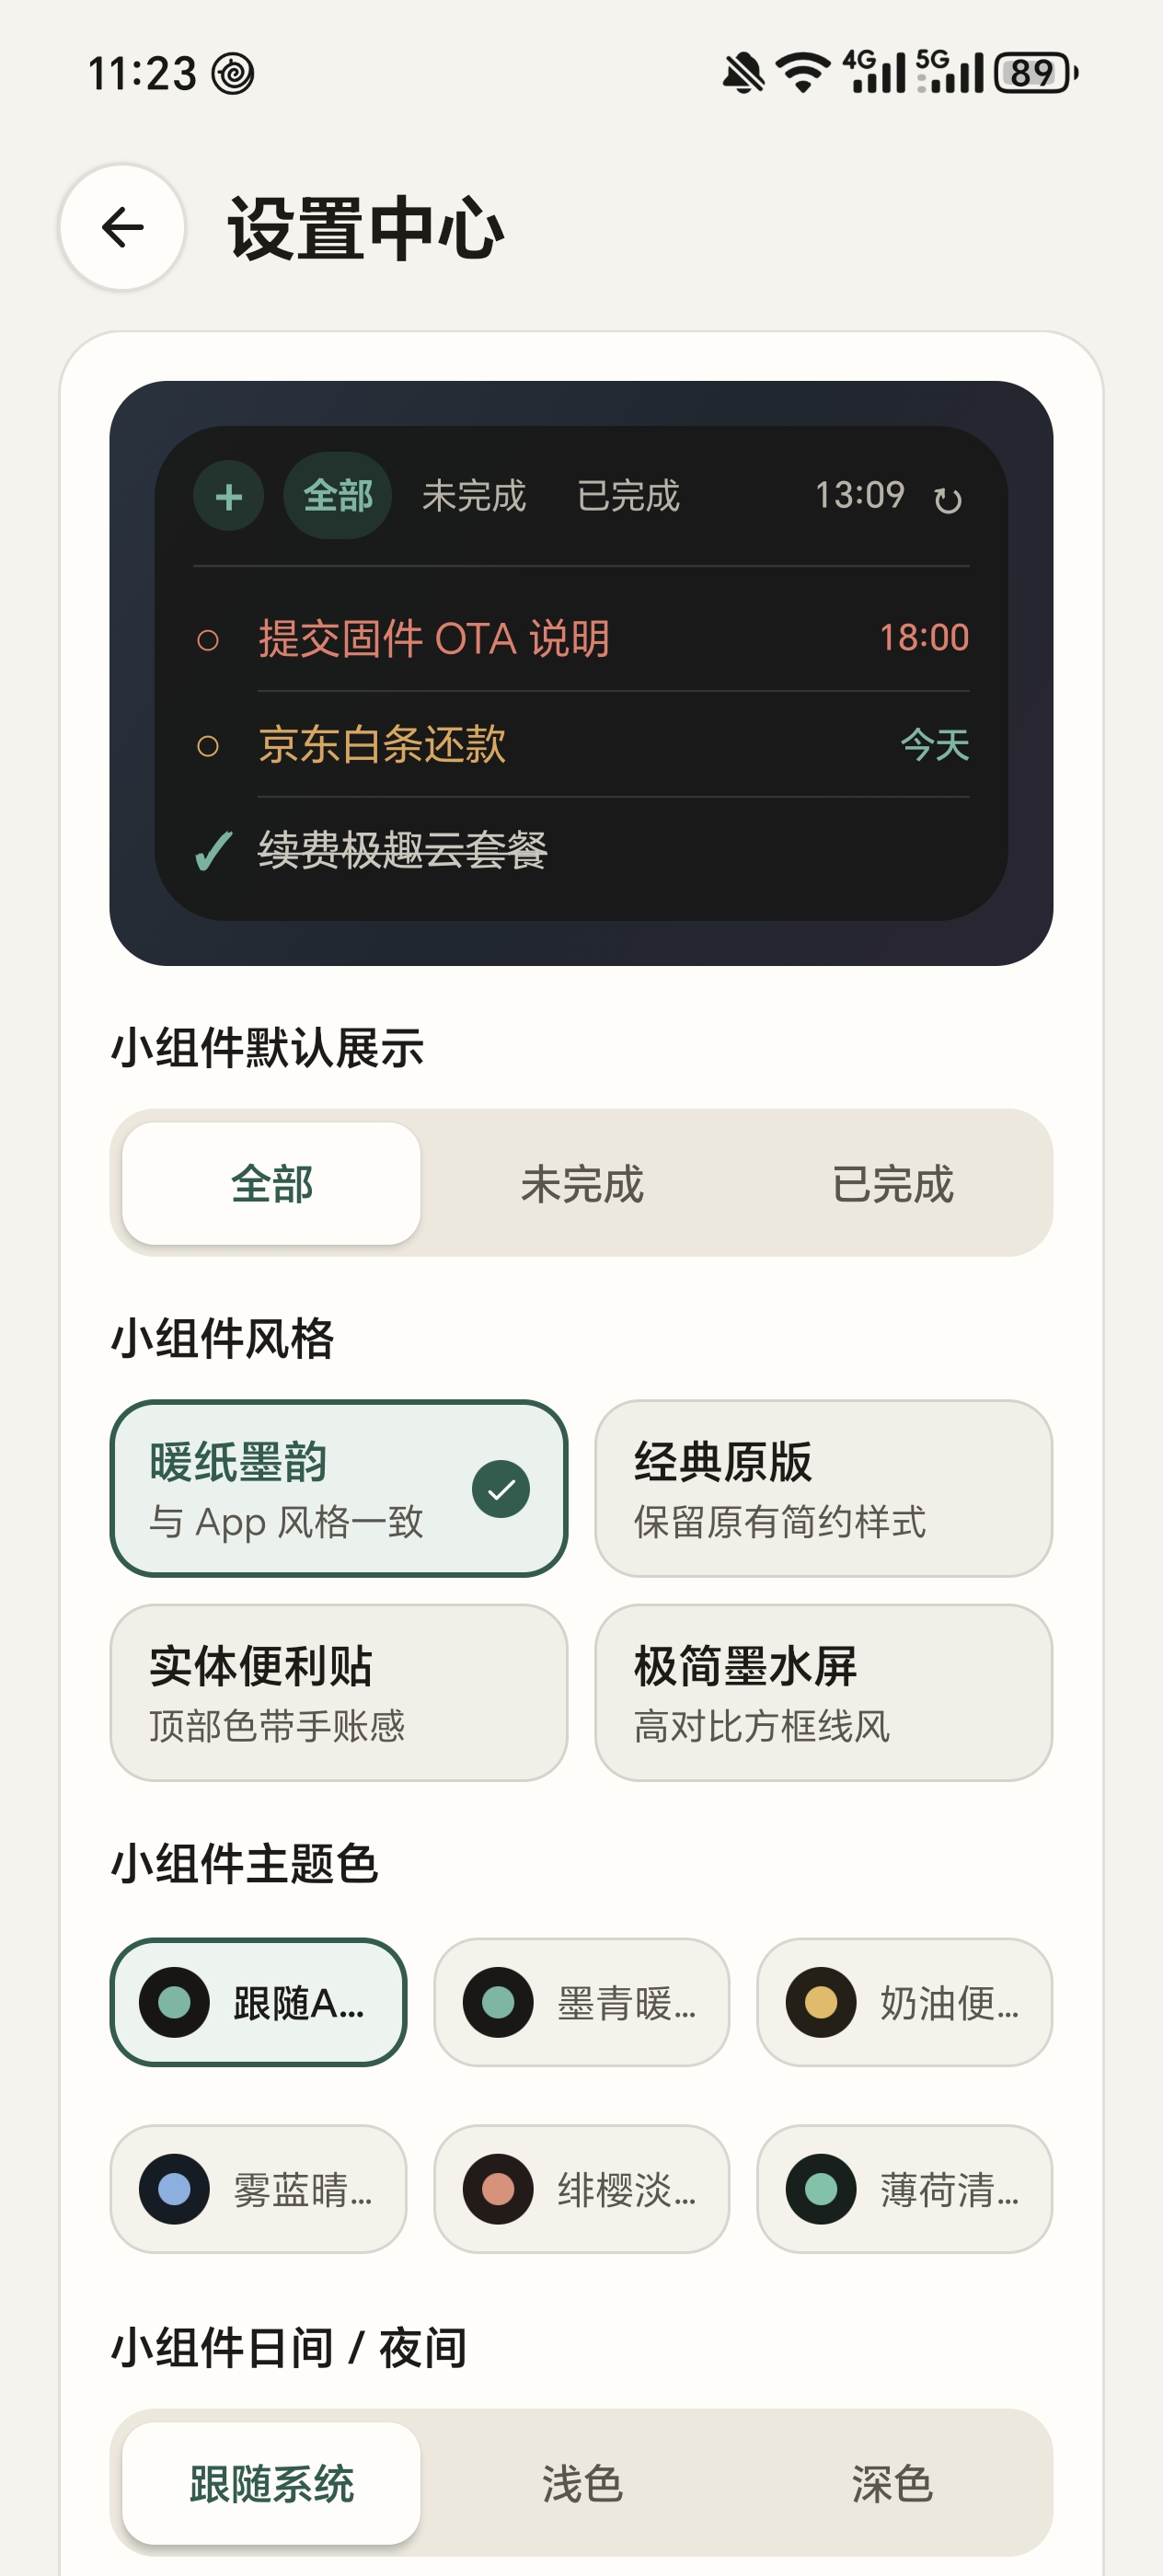 11:23 4G 5G 89
设置中心
+ 全部 未完成 已完成 13:09 ↻
提交固件 OTA 说明 18:00
京东白条还款 今天
✓ 续费极趣云套餐
小组件默认展示
全部 未完成 已完成
小组件风格
暖纸墨韵 经典原版
与 App 风格一致 保留原有简约样式
实体便利贴 极简墨水屏
顶部色带手账感 高对比方框线风
小组件主题色
跟随A... 墨青暖... 奶油便...
雾蓝晴... 绯樱淡... 薄荷清...
小组件日间 / 夜间
跟随系统 浅色 深色